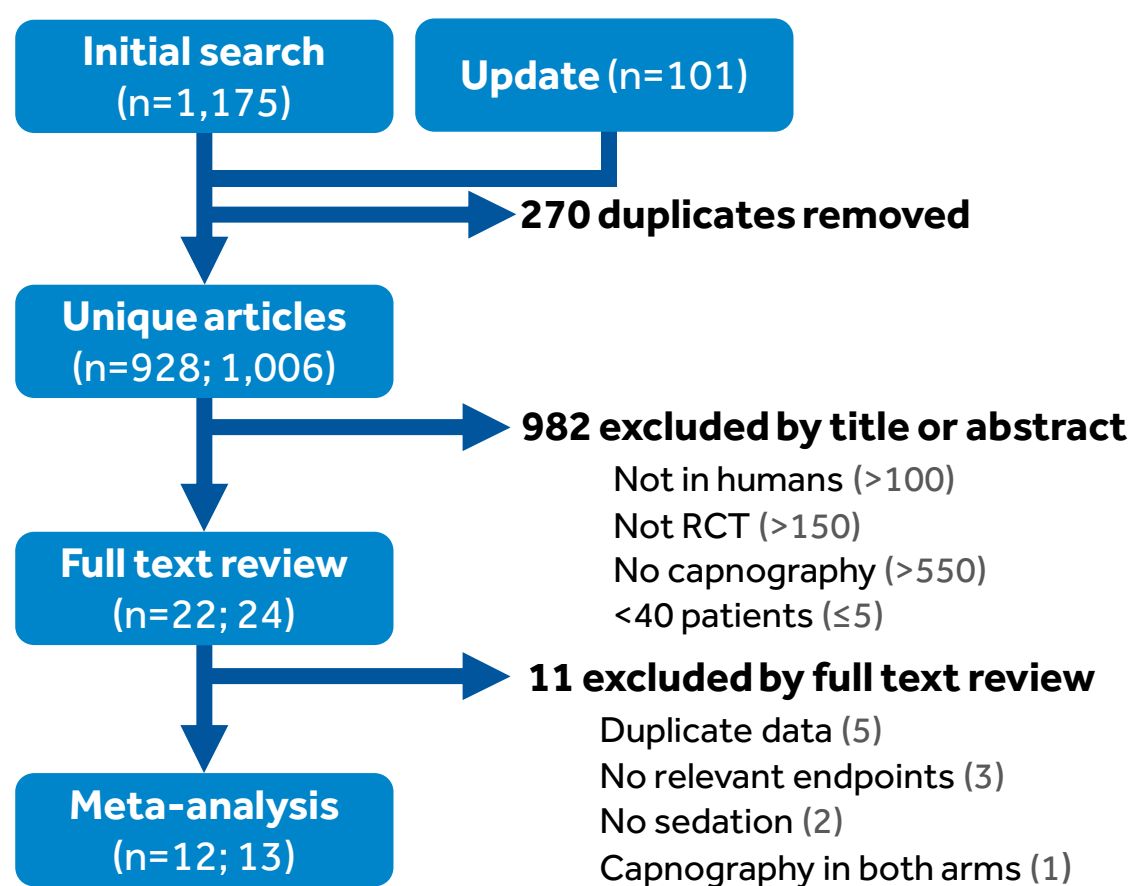 Initial search
(n=1,175)
Update (n=101)
270 duplicates removed
Unique articles
(n=928; 1,006)
982 excluded by title or abstract
Not in humans (>100)
Not RCT (>150)
No capnography (>550)
<40 patients (≤5)
Full text review
(n=22; 24)
11 excluded by full text review
Duplicate data (5)
No relevant endpoints (3)
No sedation (2)
Capnography in both arms (1)
Meta-analysis
(n=12; 13)